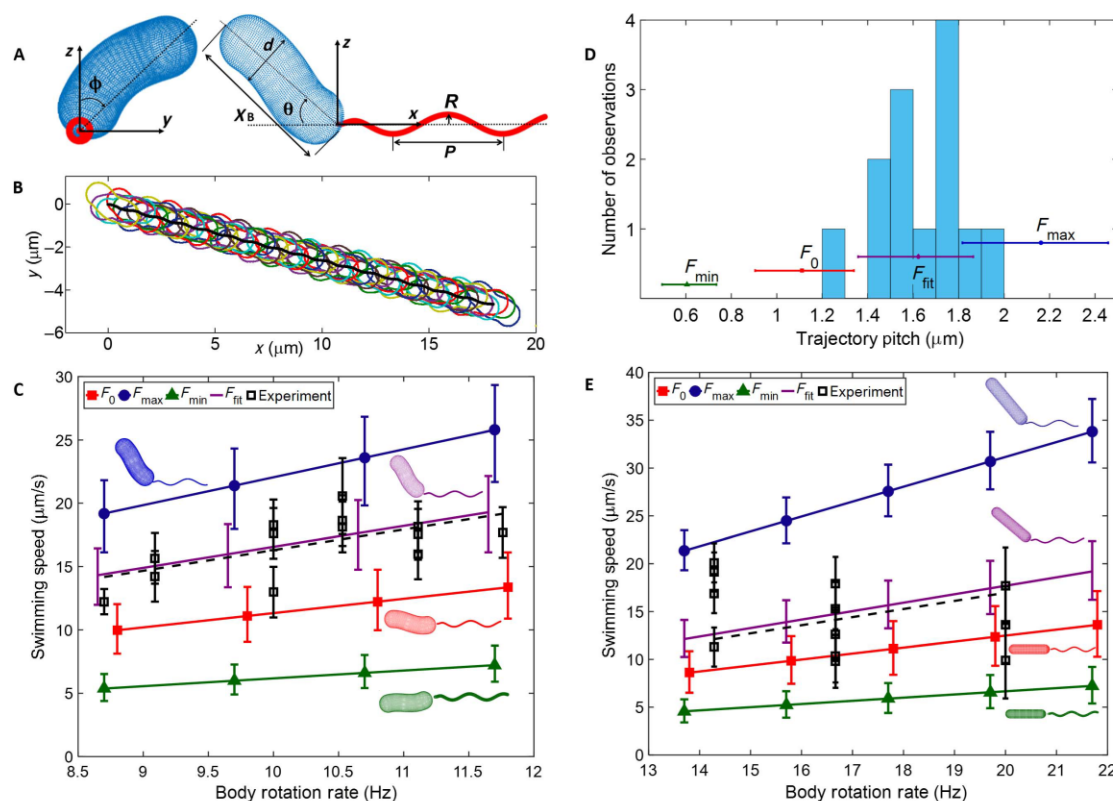 A
z
ϕ
y
d
X_B
θ
z
x
R
P
B
y (μm)
0
–2
–4
–6
0 5 10 15 20
x (μm)
C
Swimming speed (μm/s)
30
25
20
15
10
5
0
F_0 F_max F_min F_fit Experiment
8.5 9 9.5 10 10.5 11 11.5 12
Body rotation rate (Hz)
D
Number of observations
4
3
2
1
F_min
F_0
F_fit
F_max
0.6 0.8 1 1.2 1.4 1.6 1.8 2 2.2 2.4
Trajectory pitch (μm)
E
Swimming speed (μm/s)
40
35
30
25
20
15
10
5
0
F_0 F_max F_min F_fit Experiment
13 14 15 16 17 18 19 20 21 22
Body rotation rate (Hz)